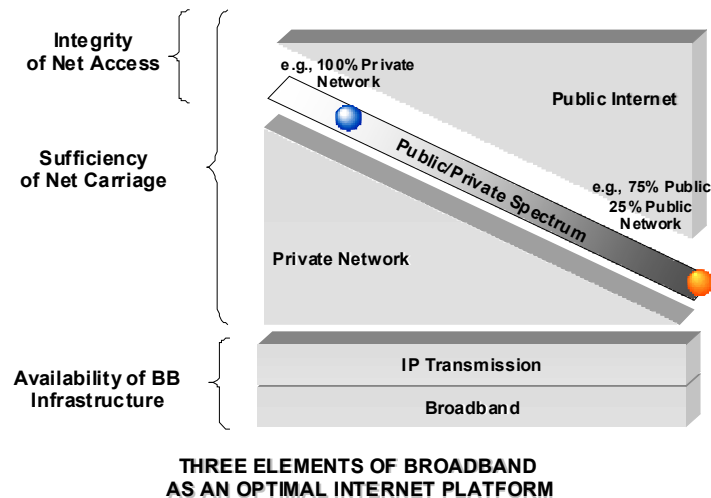 Integrity
of Net Access
e.g., 100% Private
Network
Public Internet
Sufficiency
of Net Carriage
Public/Private Spectrum
e.g., 75% Public
25% Public
Network
Private Network
Availability of BB
Infrastructure
IP Transmission
Broadband
THREE ELEMENTS OF BROADBAND
AS AN OPTIMAL INTERNET PLATFORM